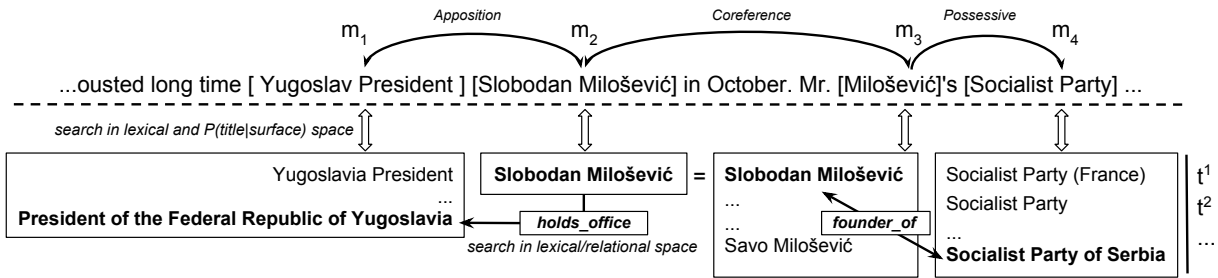 Apposition Coreference Possessive
m1 m2 m3 m4
...ousted long time [ Yugoslav President ] [Slobodan Milošević] in October. Mr. [Milošević]'s [Socialist Party] ...
search in lexical and P(title|surface) space
Yugoslavia President
...
President of the Federal Republic of Yugoslavia
Slobodan Milošević
holds_office
search in lexical/relational space
=
Slobodan Milošević
...
...
Savo Milošević
founder_of
Socialist Party (France)
Socialist Party
...
Socialist Party of Serbia
t1
t2
...